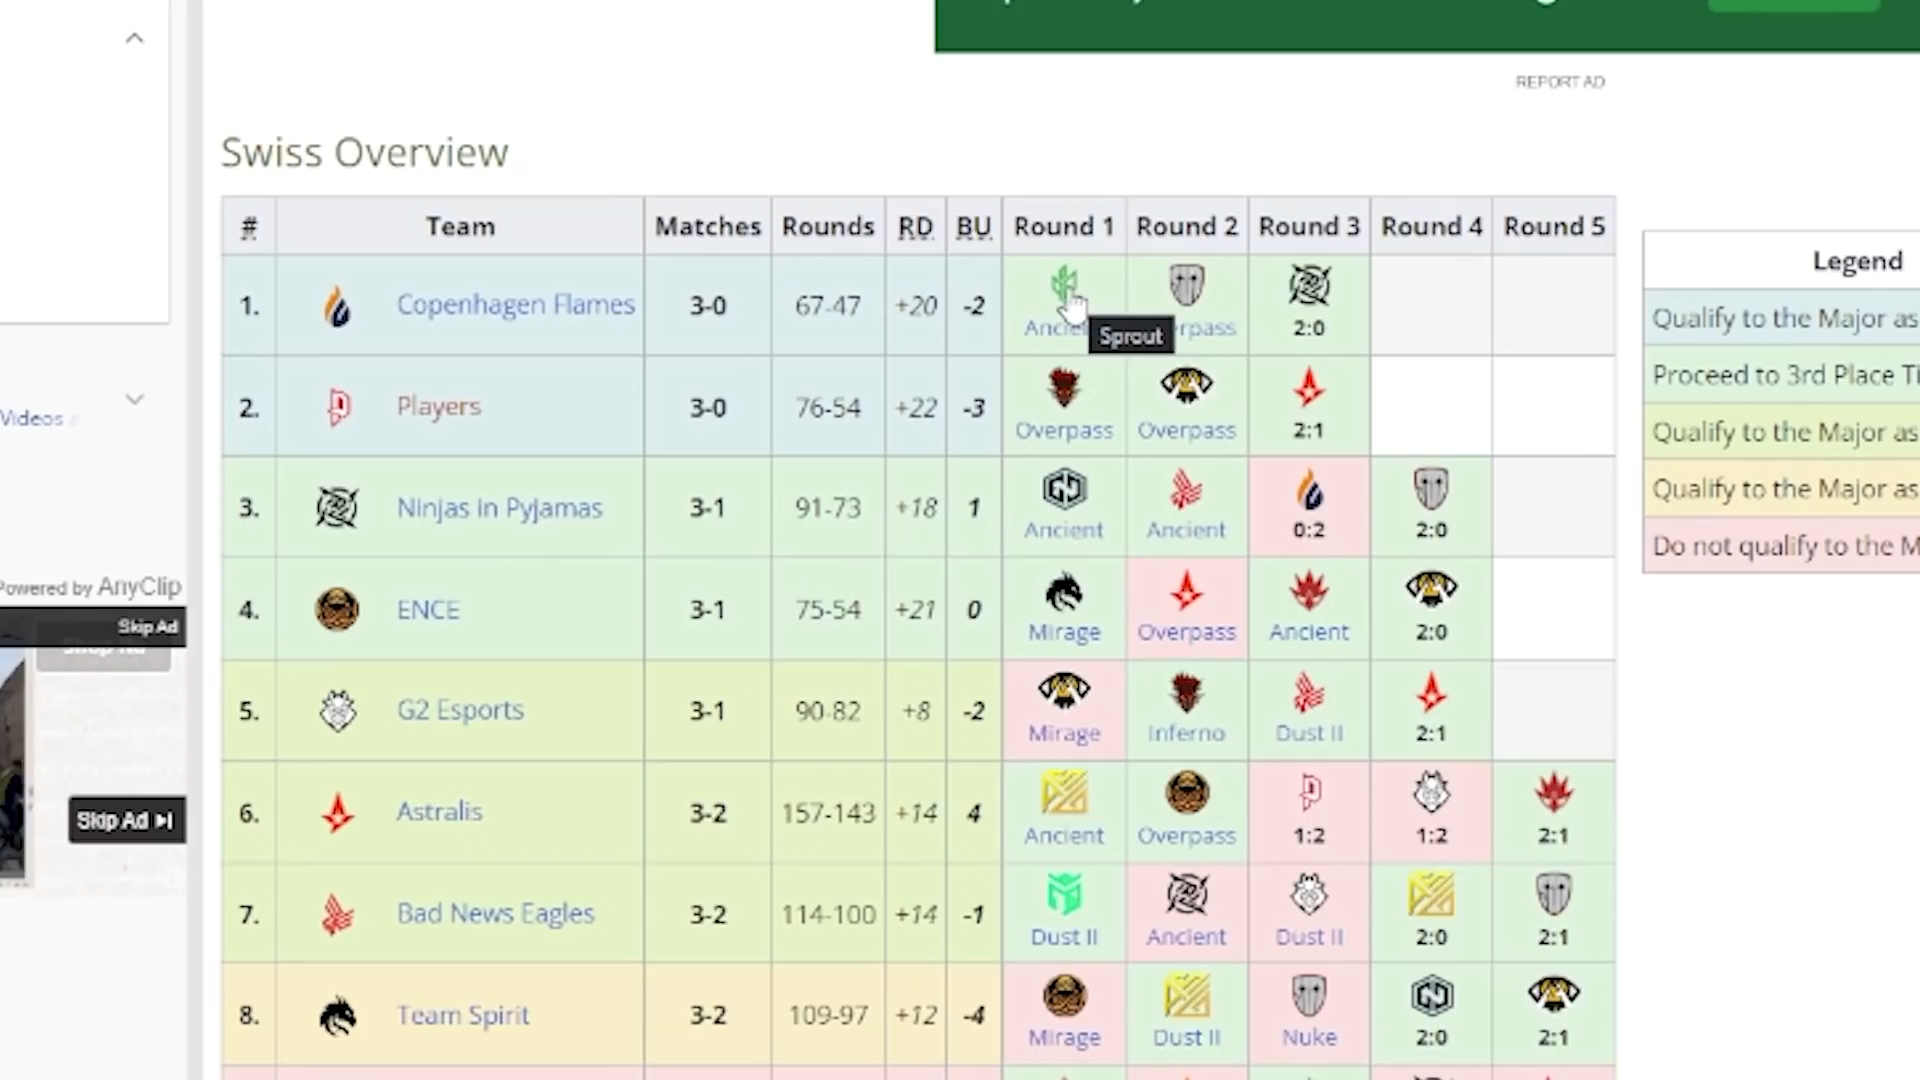 REPORT AD
Swiss Overview
# Team Matches Rounds RD BU Round 1 Round 2 Round 3 Round 4 Round 5
1. Copenhagen Flames 3-0 67-47 +20 -2 2:0
Sprout
2. Players 3-0 76-54 +22 -3 Overpass Overpass 2:1
3. Ninjas in Pyjamas 3-1 91-73 +18 1 Ancient Ancient 0:2 2:0
4. ENCE 3-1 75-54 +21 0 Mirage Overpass Ancient 2:0
5. G2 Esports 3-1 90-82 +8 -2 Mirage Inferno Dust II 2:1
6. Astralis 3-2 157-143 +14 4 Ancient Overpass 1:2 1:2 2:1
7. Bad News Eagles 3-2 114-100 +14 -1 Dust II Ancient Dust II 2:0 2:1
8. Team Spirit 3-2 109-97 +12 -4 Mirage Dust II Nuke 2:0 2:1
Legend
Qualify to the Major as
Proceed to 3rd Place Ti
Qualify to the Major as
Qualify to the Major as
Do not qualify to the M
Videos
Powered by AnyClip
Skip Ad
Skip Ad